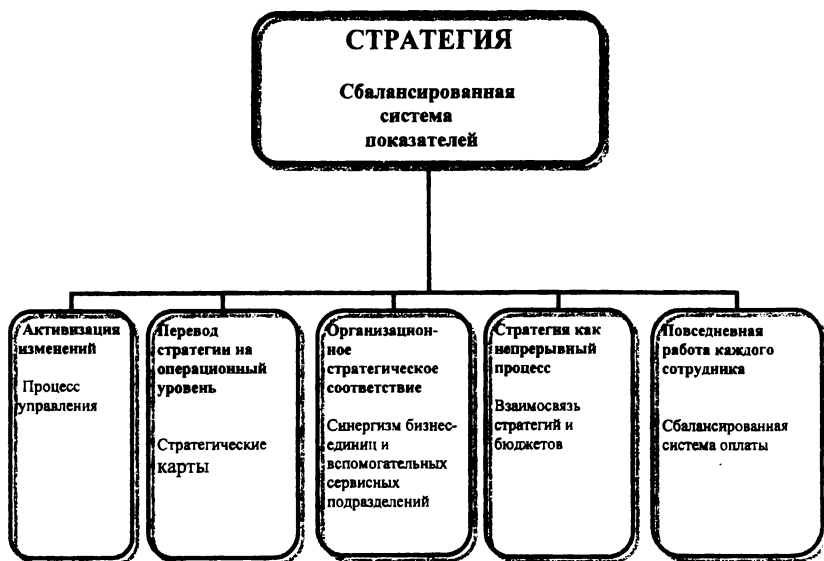 СТРАТЕГИЯ
Сбалансированная
система
показателей
Активизация
изменений
Процесс
управления
Перевод
стратегии на
операционный
уровень
Стратегические
карты
Организацион-
ное
стратегическое
соответствие
Синергизм бизнес-
единиц и
вспомогательных
сервисных
подразделений
Стратегия как
непрерывный
процесс
Взаимосвязь
стратегий и
бюджетов
Повседневная
работа каждого
сотрудника
Сбалансированная
система оплаты